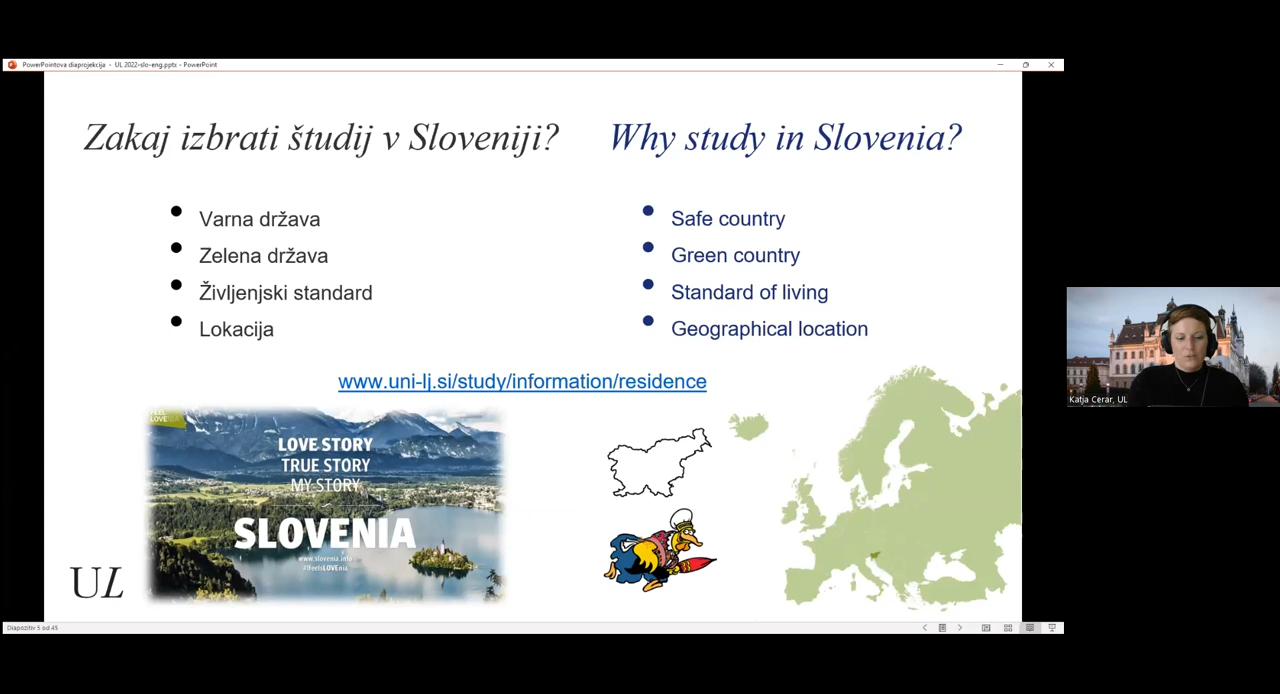 PowerPointova diaprojekcija - UL 2022-slo-eng.pptx - PowerPoint
Zakaj izbrati študij v Sloveniji?
Varna država
Zelena država
Življenjski standard
Lokacija
Why study in Slovenia?
Safe country
Green country
Standard of living
Geographical location
www.uni-lj.si/study/information/residence
FEEL
LOVENIA
LOVE STORY
TRUE STORY
MY STORY
SLOVENIA
www.slovenia.info
#ifeelsLOVEnia
UL
Katja Cerar, UL
Diapozitiv 5 od 45